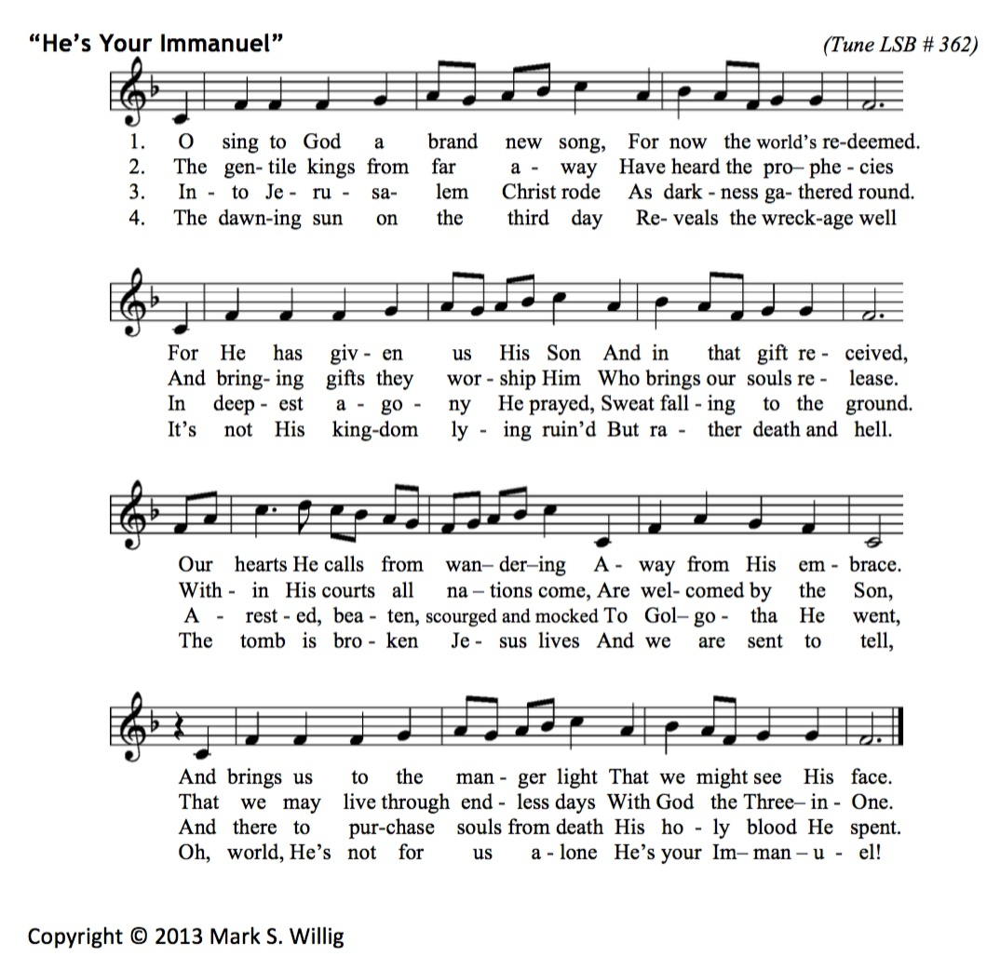 “He’s Your Immanuel”
(Tune LSB # 362)
1. O sing to God a brand new song, For now the world’s re-deemed.
2. The gen- tile kings from far a - way Have heard the pro– phe - cies
3. In - to Je - ru - sa- lem Christ rode As dark - ness ga- thered round.
4. The dawn-ing sun on the third day Re- veals the wreck-age well
For He has giv - en us His Son And in that gift re - ceived,
And bring- ing gifts they wor - ship Him Who brings our souls re - lease.
In deep - est a - go - ny He prayed, Sweat fall - ing to the ground.
It’s not His king-dom ly - ing ruin’d But ra - ther death and hell.
Our hearts He calls from wan– der–ing A - way from His em - brace.
With - in His courts all na – tions come, Are wel- comed by the Son,
A - rest - ed, bea - ten, scourged and mocked To Gol– go - tha He went,
The tomb is bro - ken Je - sus lives And we are sent to tell,
And brings us to the man - ger light That we might see His face.
That we may live through end - less days With God the Three– in - One.
And there to pur-chase souls from death His ho - ly blood He spent.
Oh, world, He’s not for us a - lone He’s your Im– man – u - el!
Copyright © 2013 Mark S. Willig